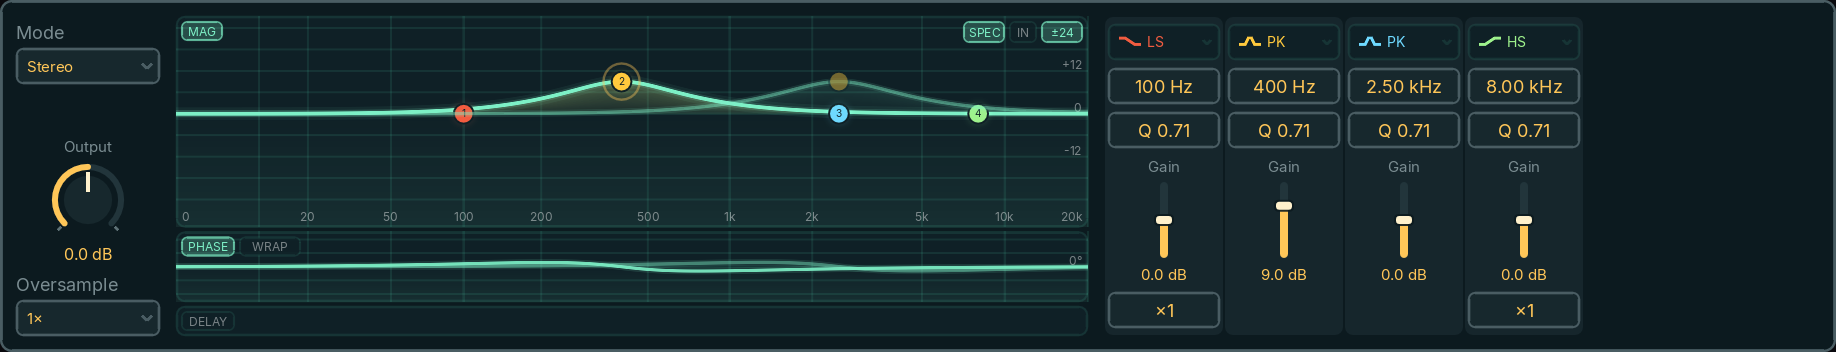 Mode
Stereo
Output
0.0 dB
Oversample
1×
MAG
SPEC IN ±24
+12
0
-12
1 2 3 4
0 20 50 100 200 500 1k 2k 5k 10k 20k
PHASE WRAP
0°
DELAY
LS PK PK HS
100 Hz 400 Hz 2.50 kHz 8.00 kHz
Q 0.71 Q 0.71 Q 0.71 Q 0.71
Gain Gain Gain Gain
0.0 dB 9.0 dB 0.0 dB 0.0 dB
×1 ×1